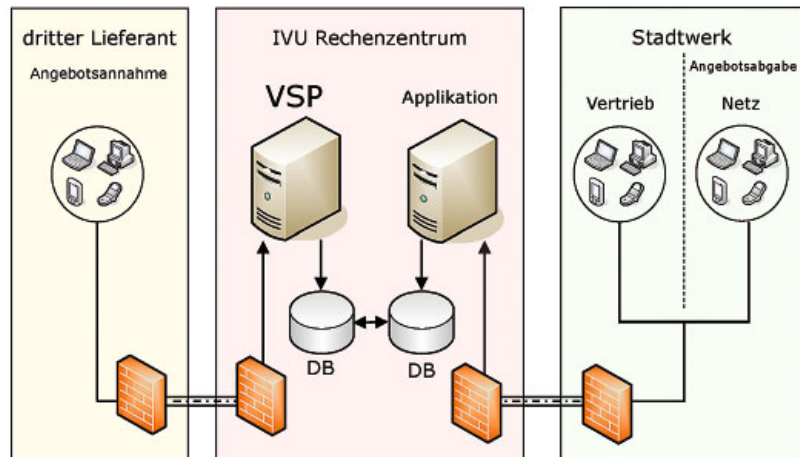 dritter Lieferant
Angebotsannahme
IVU Rechenzentrum
VSP
Applikation
DB
DB
Stadtwerk
Angebotsabgabe
Vertrieb
Netz